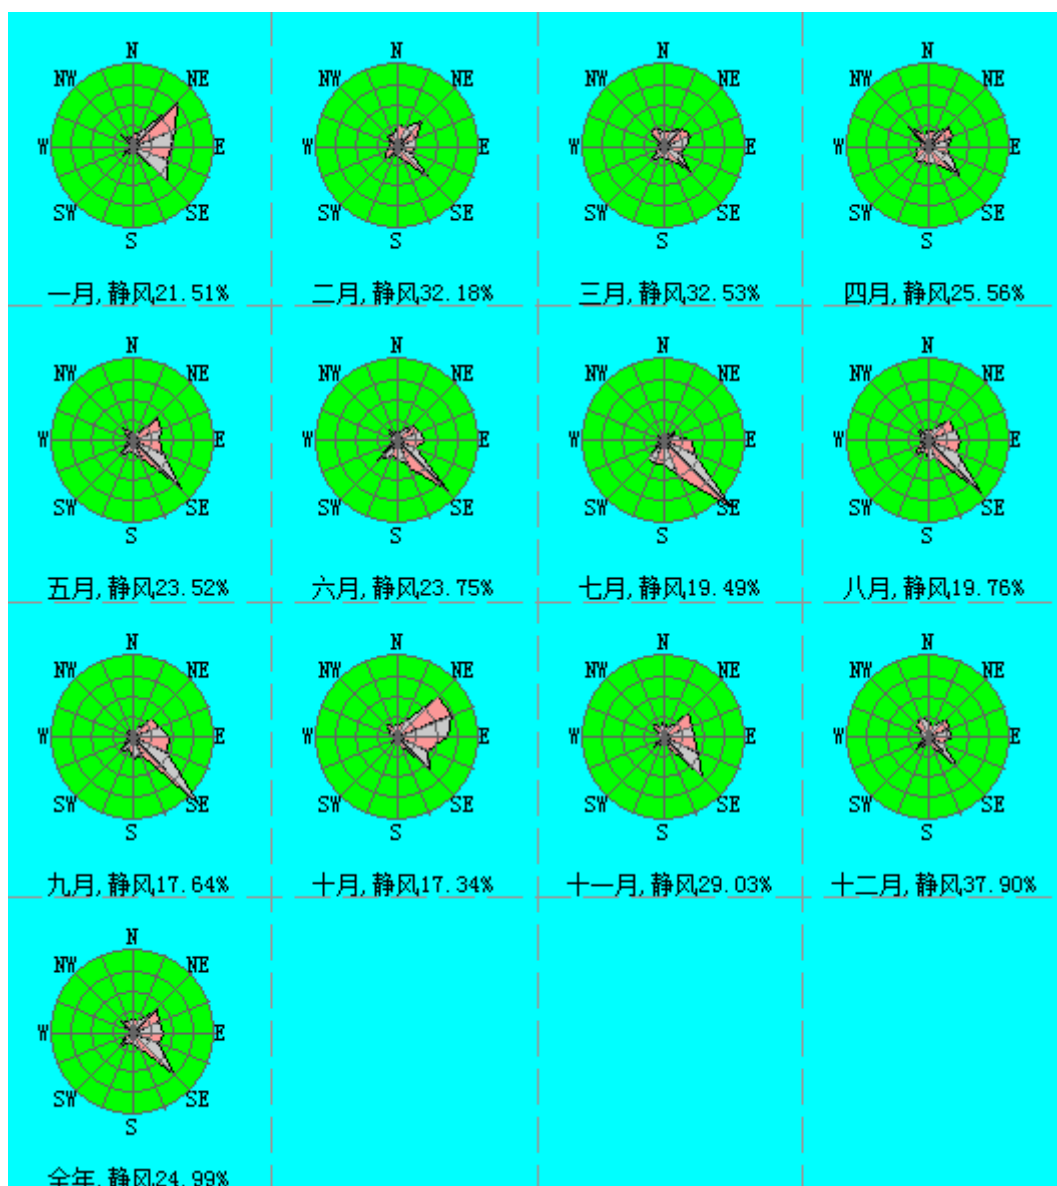 N N N N
NW NE NW NE NW NE NW NE
W E W E W E W E
SW SE SW SE SW SE SW SE
S S S S
一月,静风21.51% 二月,静风32.18% 三月,静风32.53% 四月,静风25.56%
N N N N
NW NE NW NE NW NE NW NE
W E W E W E W E
SW SE SW SE SW SE SW SE
S S S S
五月,静风23.52% 六月,静风23.75% 七月,静风19.49% 八月,静风19.76%
N N N N
NW NE NW NE NW NE NW NE
W E W E W E W E
SW SE SW SE SW SE SW SE
S S S S
九月,静风17.64% 十月,静风17.34% 十一月,静风29.03% 十二月,静风37.90%
N
NW NE
W E
SW SE
S
全年,静风24.99%